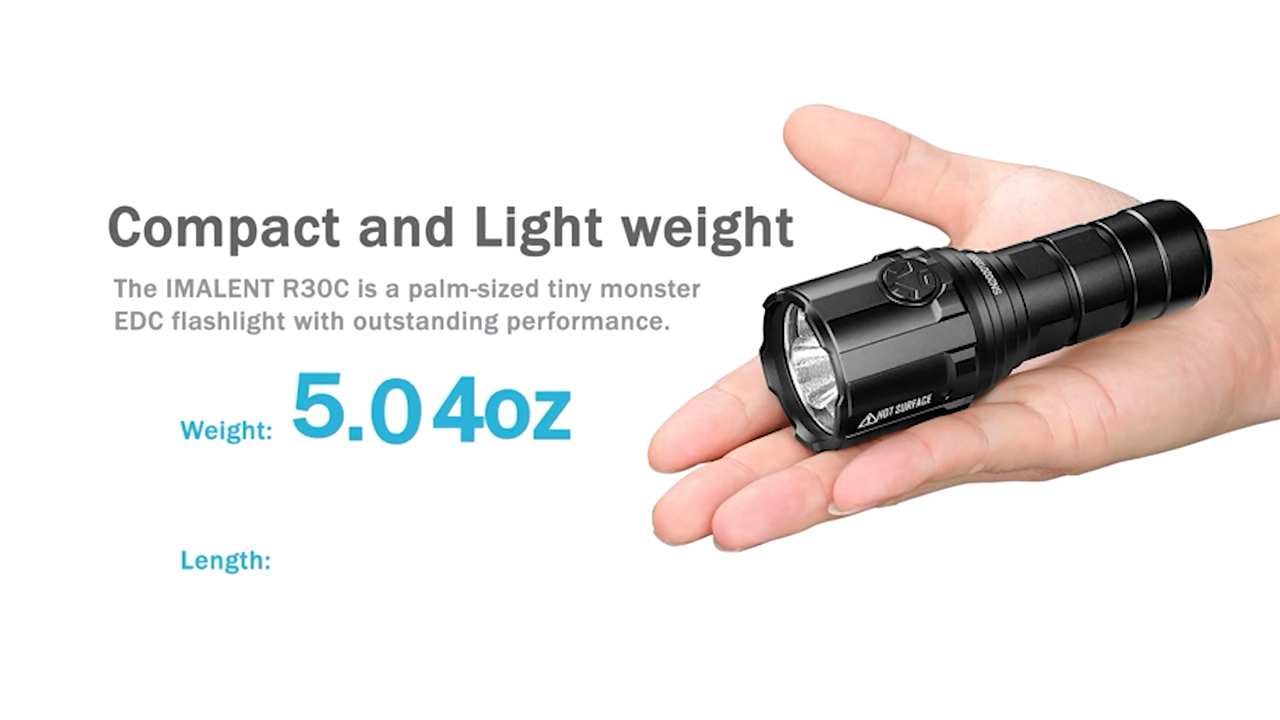 Compact and Light weight
The IMALENT R30C is a palm-sized tiny monster
EDC flashlight with outstanding performance.
Weight: 5.04oz
Length:
HOT SURFACE